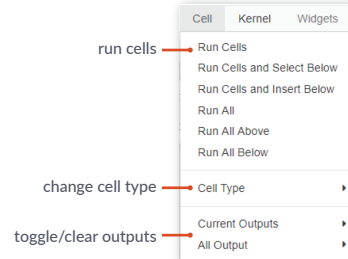 Cell Kernel Widgets
run cells
Run Cells
Run Cells and Select Below
Run Cells and Insert Below
Run All
Run All Above
Run All Below
change cell type
Cell Type
toggle/clear outputs
Current Outputs
All Output